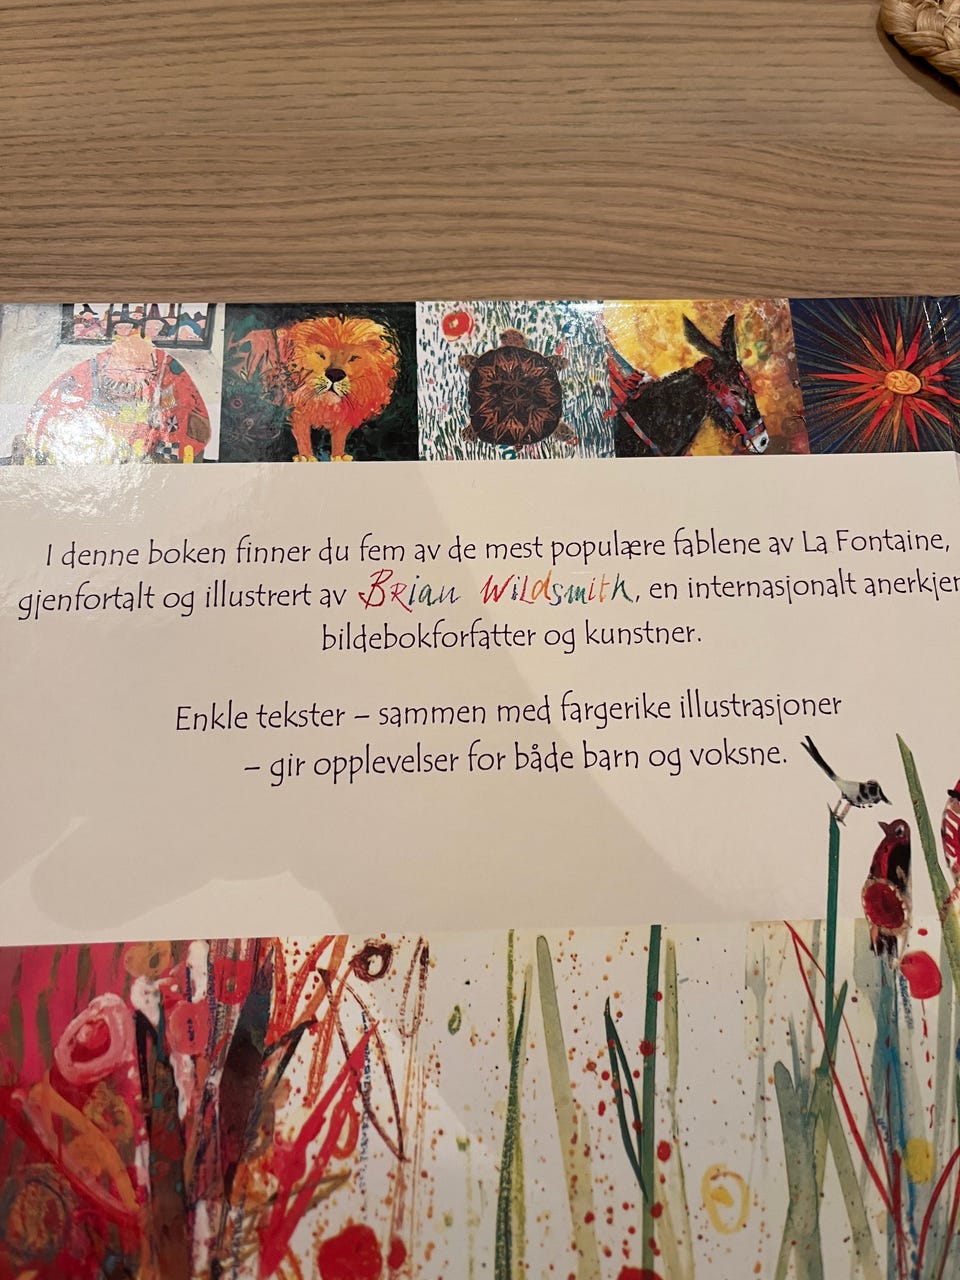 I denne boken finner du fem av de mest populære fablene av La Fontaine,
gjenfortalt og illustrert av Brian Wildsmith, en internasjonalt
bildebokforfatter og kunstner.
Enkle tekster – sammen med fargerike illustrasjoner
– gir opplevelser for både barn og voksne.